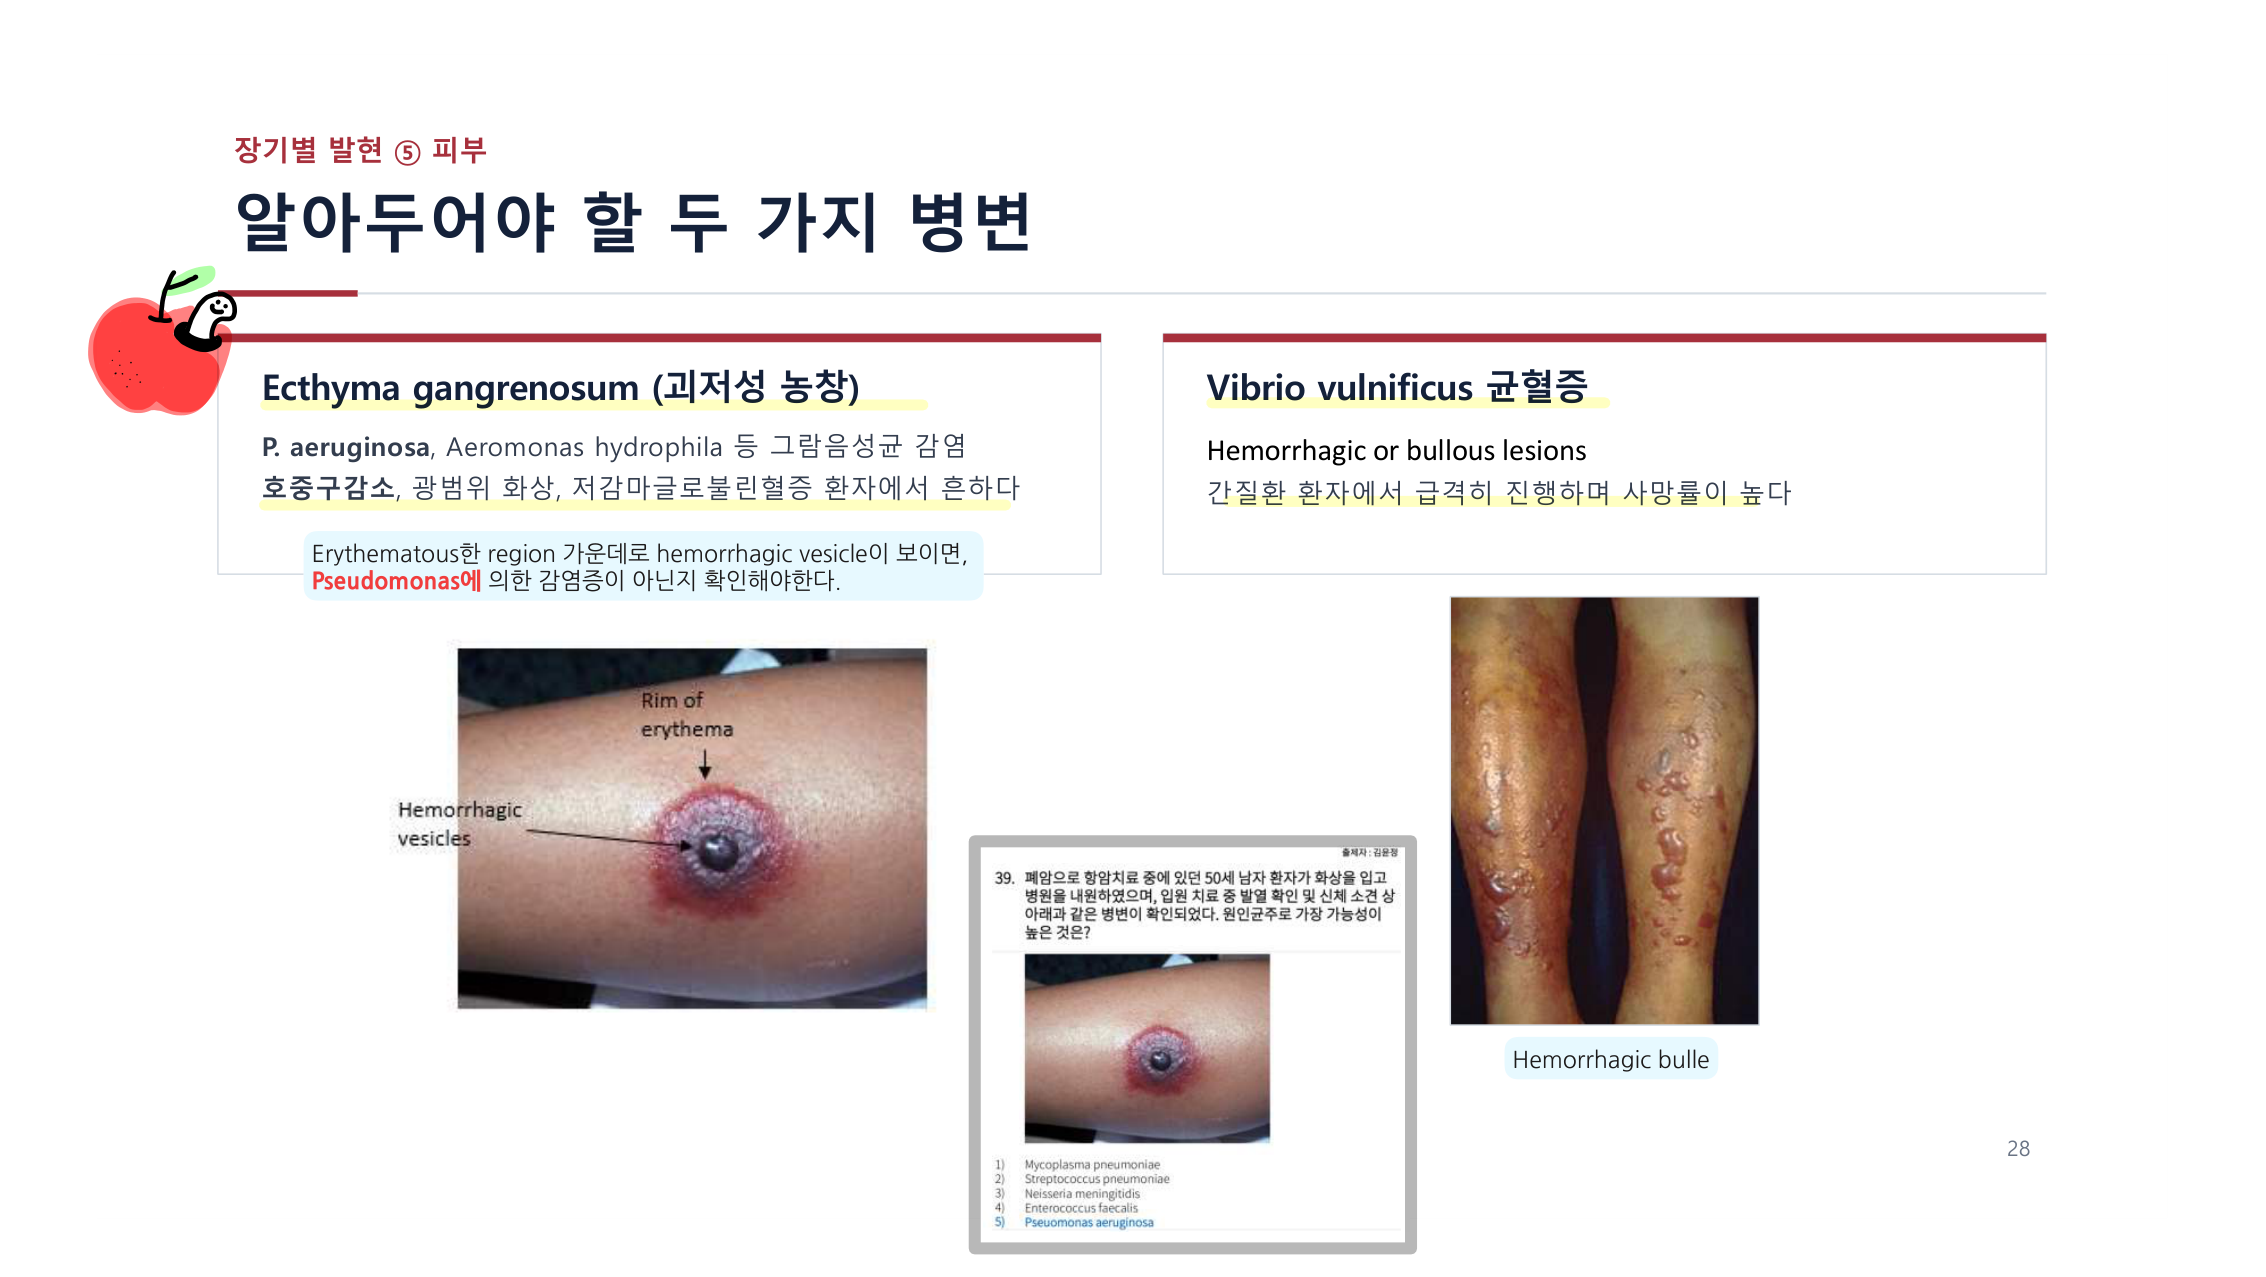 장기별 발현 ⑤ 피부
알아두어야 할 두 가지 병변
Ecthyma gangrenosum (괴저성 농창)
P. aeruginosa, Aeromonas hydrophila 등 그람음성균 감염
호중구감소, 광범위 화상, 저감마글로불린혈증 환자에서 흔하다
Erythematous한 region 가운데로 hemorrhagic vesicle이 보이면,
Pseudomonas에 의한 감염증이 아닌지 확인해야한다.
Rim of
erythema
Hemorrhagic
vesicles
Vibrio vulnificus 균혈증
Hemorrhagic or bullous lesions
간질환 환자에서 급격히 진행하며 사망률이 높다
Hemorrhagic bulle
출제자 : 김윤정
39. 폐암으로 항암치료 중에 있던 50세 남자 환자가 화상을 입고
병원을 내원하였으며, 입원 치료 중 발열 확인 및 신체 소견 상
아래과 같은 병변이 확인되었다. 원인균주로 가장 가능성이
높은 것은?
1) Mycoplasma pneumoniae
2) Streptococcus pneumoniae
3) Neisseria meningitidis
4) Enterococcus faecalis
5) Pseuomonas aeruginosa
28